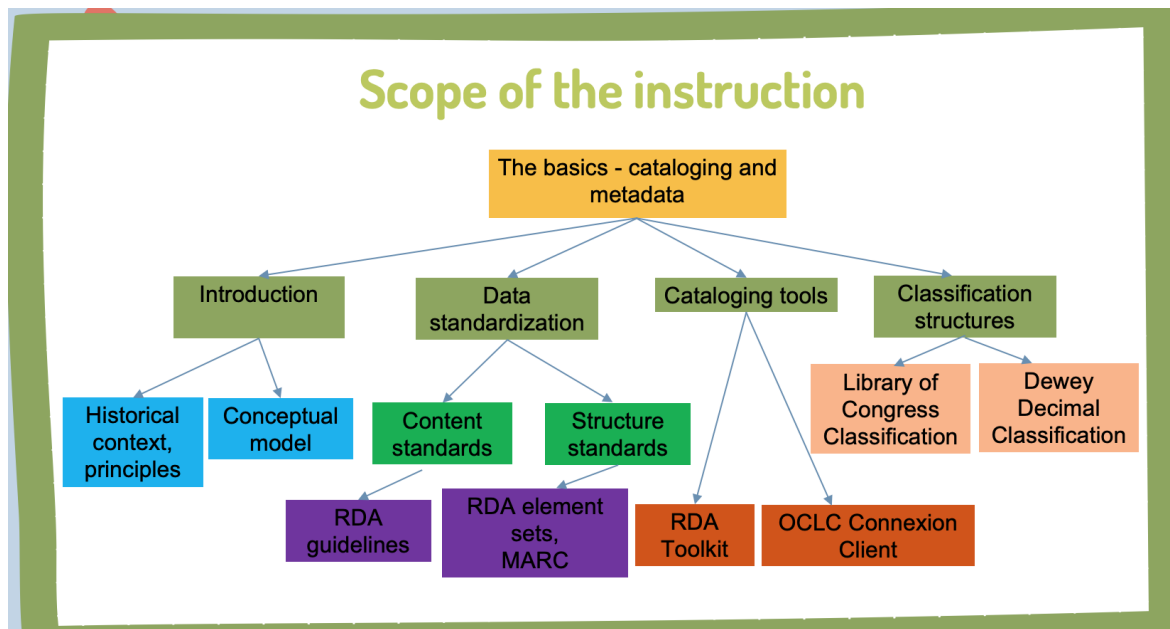 Scope of the instruction
The basics - cataloging and
metadata
Introduction
Data
standardization
Cataloging tools
Classification
structures
Historical
context,
principles
Conceptual
model
Content
standards
Structure
standards
Library of
Congress
Classification
Dewey
Decimal
Classification
RDA
guidelines
RDA element
sets,
MARC
RDA
Toolkit
OCLC Connexion
Client